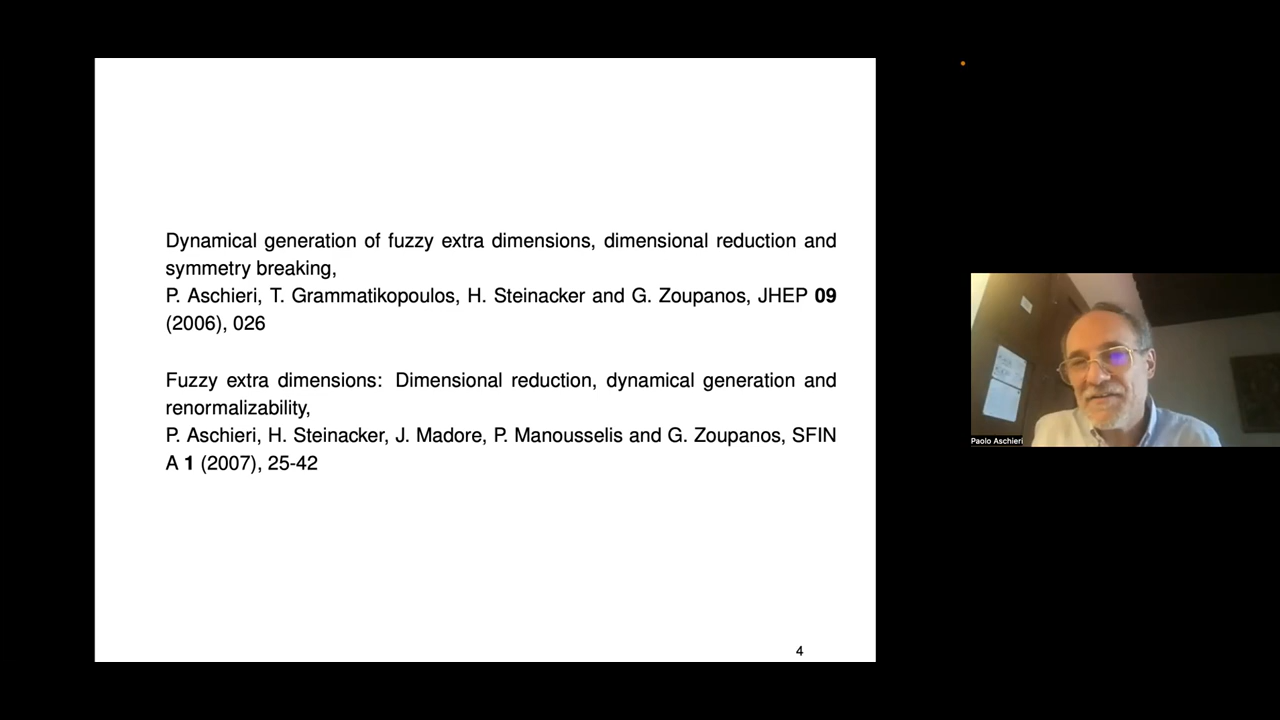 Dynamical generation of fuzzy extra dimensions, dimensional reduction and
symmetry breaking,
P. Aschieri, T. Grammatikopoulos, H. Steinacker and G. Zoupanos, JHEP 09
(2006), 026
Fuzzy extra dimensions: Dimensional reduction, dynamical generation and
renormalizability,
P. Aschieri, H. Steinacker, J. Madore, P. Manousselis and G. Zoupanos, SFIN
A 1 (2007), 25-42
4
Paolo Aschieri